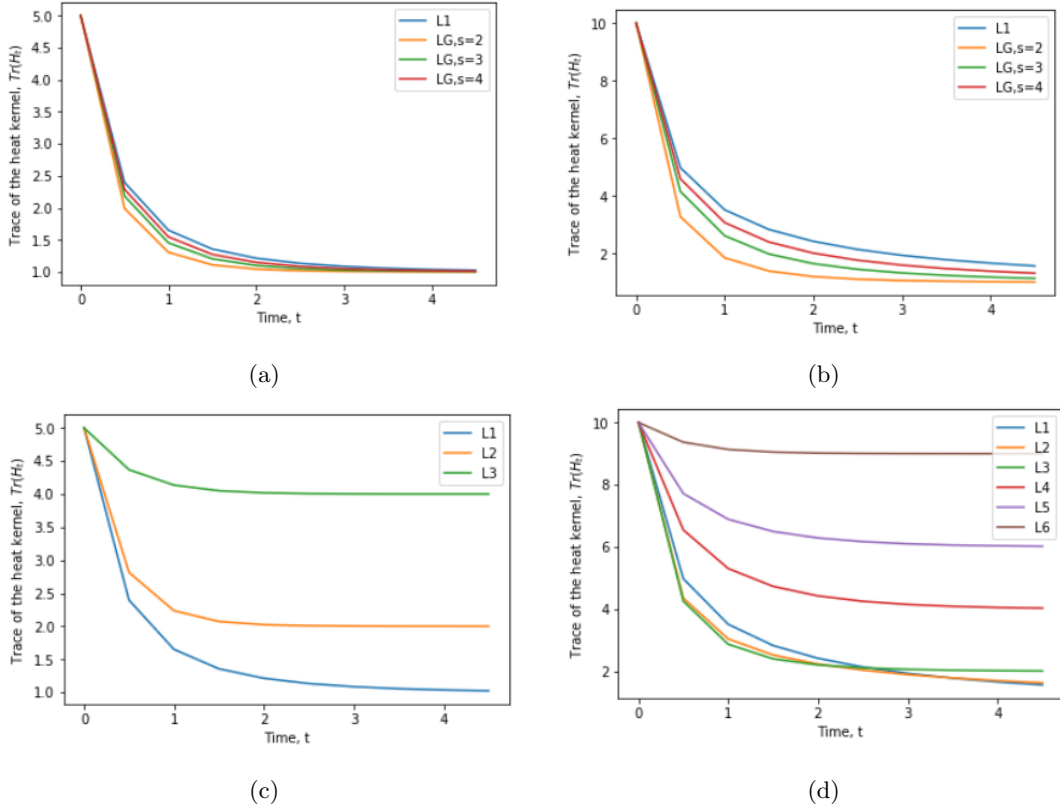 Trace of the heat kernel, Tr(Hₜ)
5.0
4.5
4.0
3.5
3.0
2.5
2.0
1.5
1.0
0 1 2 3 4
Time, t
L1
LG,s=2
LG,s=3
LG,s=4
(a)
Trace of the heat kernel, Tr(Hₜ)
10
8
6
4
2
0 1 2 3 4
Time, t
L1
LG,s=2
LG,s=3
LG,s=4
(b)
Trace of the heat kernel, Tr(Hₜ)
5.0
4.5
4.0
3.5
3.0
2.5
2.0
1.5
1.0
0 1 2 3 4
Time, t
L1
L2
L3
(c)
Trace of the heat kernel, Tr(Hₜ)
10
8
6
4
2
0 1 2 3 4
Time, t
L1
L2
L3
L4
L5
L6
(d)